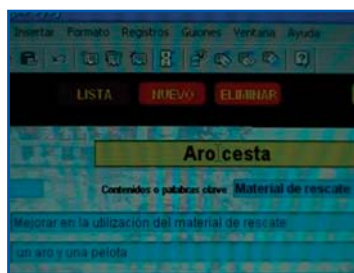 Insertar Formato Registros Guiones Ventana Ayuda
LISTA NUEVO ELIMINAR
Aro cesta
Contenidos o palabras clave Material de rescate
Mejorar en la utilización del material de rescate
un aro y una pelota